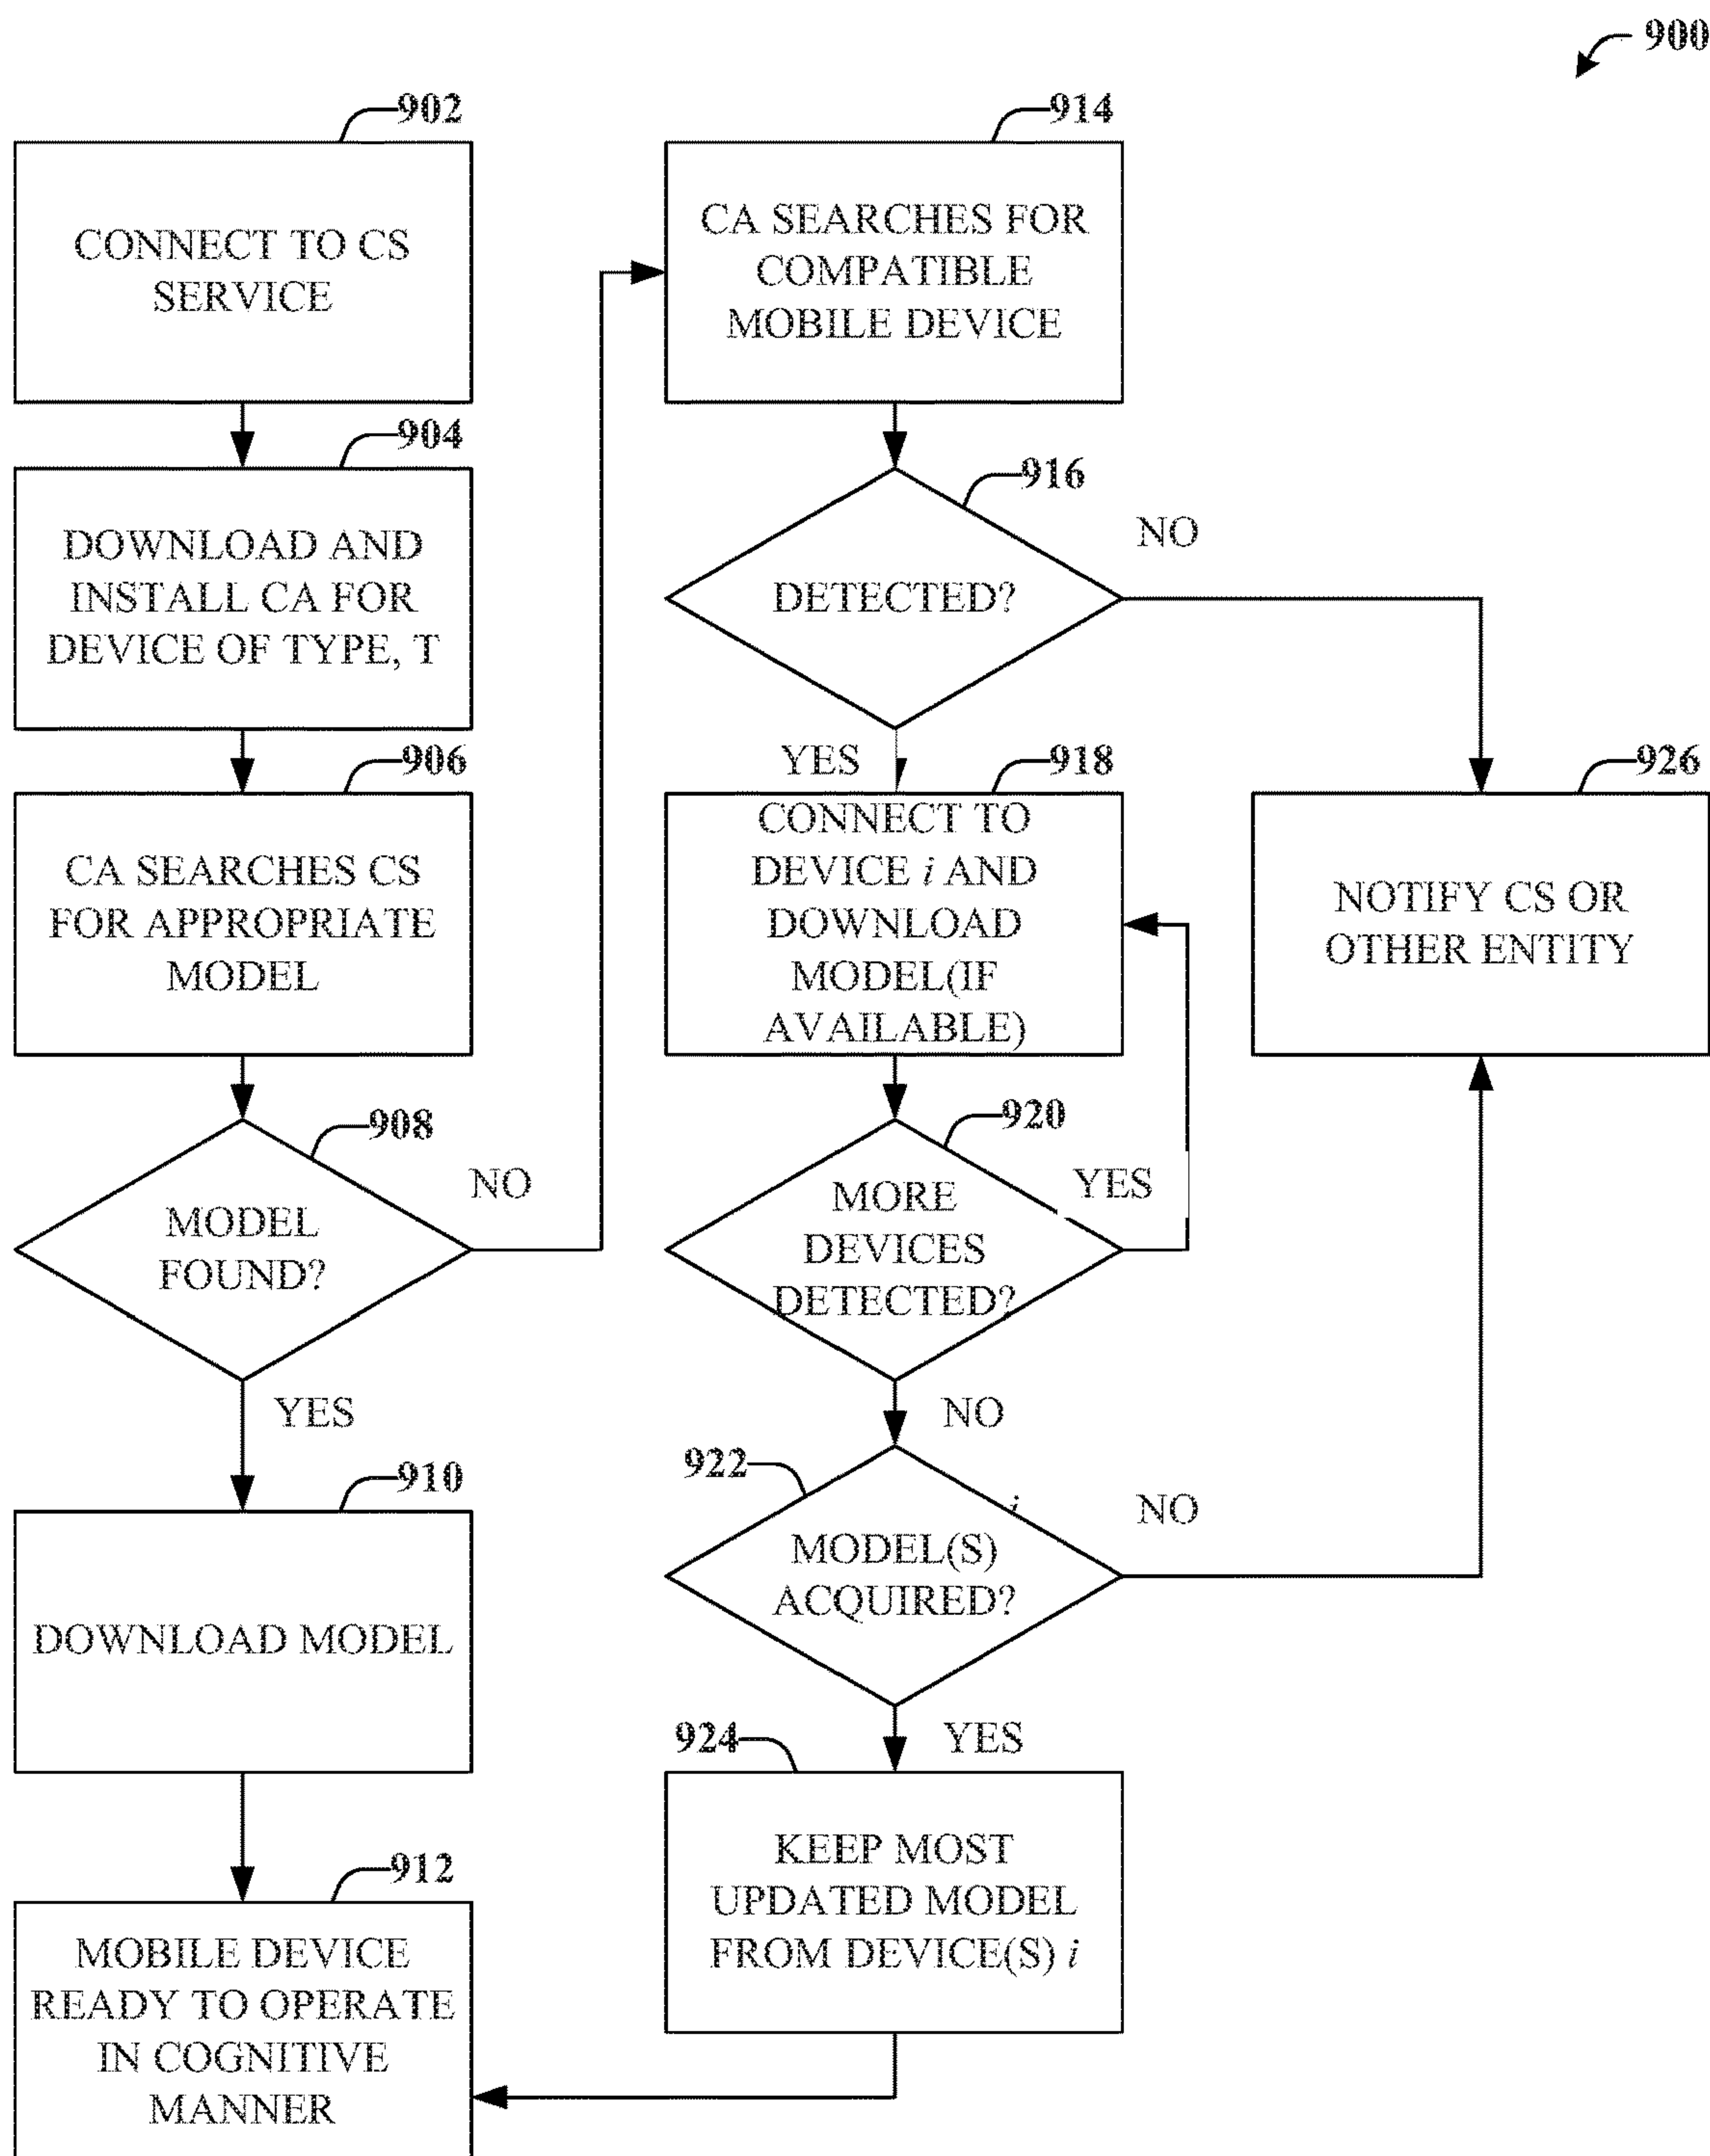 900
902
CONNECT TO CS
SERVICE
904
DOWNLOAD AND
INSTALL CA FOR
DEVICE OF TYPE, T
906
CA SEARCHES CS
FOR APPROPRIATE
MODEL
908
MODEL
FOUND?
NO
YES
910
DOWNLOAD MODEL
912
MOBILE DEVICE
READY TO OPERATE
IN COGNITIVE
MANNER
914
CA SEARCHES FOR
COMPATIBLE
MOBILE DEVICE
916
DETECTED?
NO
YES
918
CONNECT TO
DEVICE i AND
DOWNLOAD
MODEL(IF
AVAILABLE)
920
MORE
DEVICES
DETECTED?
YES
NO
922
i
MODEL(S)
ACQUIRED?
NO
YES
924
KEEP MOST
UPDATED MODEL
FROM DEVICE(S) i
926
NOTIFY CS OR
OTHER ENTITY